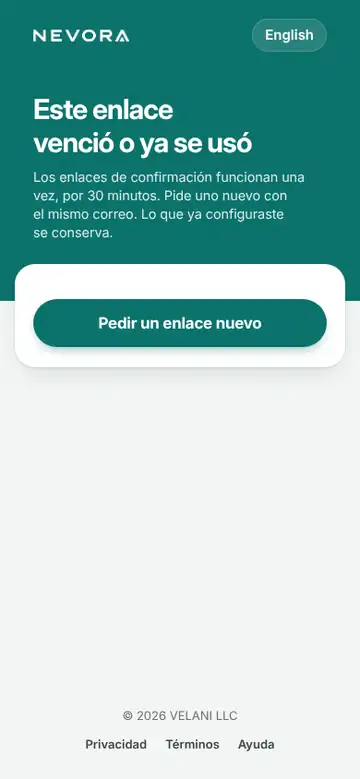 NEVORA
English
Este enlace
venció o ya se usó
Los enlaces de confirmación funcionan una
vez, por 30 minutos. Pide uno nuevo con
el mismo correo. Lo que ya configuraste
se conserva.
Pedir un enlace nuevo
© 2026 VELANI LLC
Privacidad Términos Ayuda